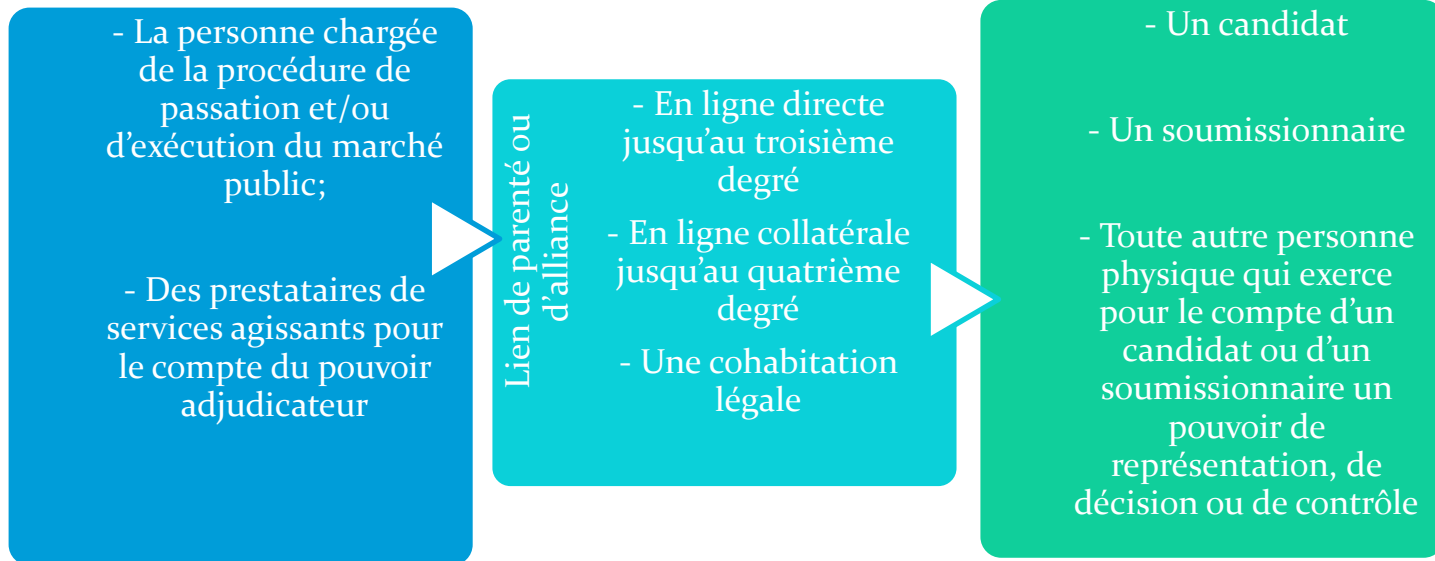 - La personne chargée
de la procédure de
passation et/ou
d'exécution du marché
public;
- Des prestataires de
services agissants pour
le compte du pouvoir
adjudicateur
Lien de parenté ou
d'alliance
- En ligne directe
jusqu'au troisième
degré
- En ligne collatérale
jusqu'au quatrième
degré
- Une cohabitation
légale
- Un candidat
- Un soumissionnaire
- Toute autre personne
physique qui exerce
pour le compte d'un
candidat ou d'un
soumissionnaire un
pouvoir de
représentation, de
décision ou de contrôle